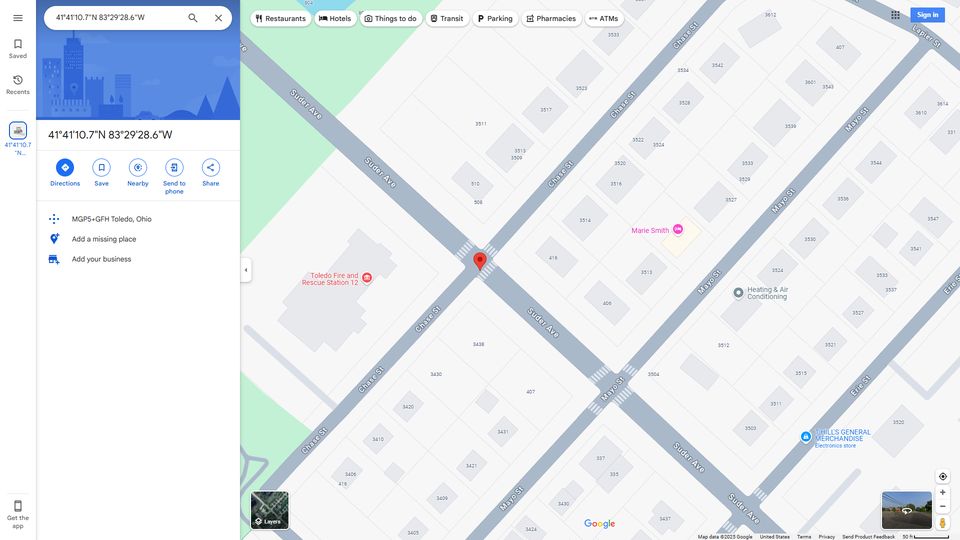 41°41'10.7"N 83°29'28.6"W
Restaurants
Hotels
Things to do
Transit
Parking
Pharmacies
ATMs
Sign in
Saved
Recents
41°41'10.7
"N...
41°41'10.7"N 83°29'28.6"W
Directions
Save
Nearby
Send to
phone
Share
MGP5+GFH Toledo, Ohio
Add a missing place
Add your business
Get the
app
Layers
Suder Ave
Suder Ave
Suder Ave
Suder Ave
Chase St
Chase St
Chase St
Chase St
Chase St
Chase St
Mayo St
Mayo St
Mayo St
Mayo St
Mayo St
Erie St
Erie St
Lapier St
Toledo Fire and
Rescue Station 12
Marie Smith
Heating & Air
Conditioning
T HILL'S GENERAL
MERCHANDISE
Electronics store
804
3533
3612
407
3523
3534
3542
3517
3601
3543
3528
3511
3614
3610
331
3539
3522
3524
3532
3513
3509
3520
3544
3533
3529
510
3516
508
3527
3536
3547
3514
3530
416
3513
3533
3524
3537
406
3527
3521
3438
3512
3504
3430
3515
407
3511
3420
3503
3520
3431
3410
337
335
3421
3406
418
3409
3430
3437
3405
3424
Google
Map data ©2025 Google
United States
Terms
Privacy
Send Product Feedback
50 ft